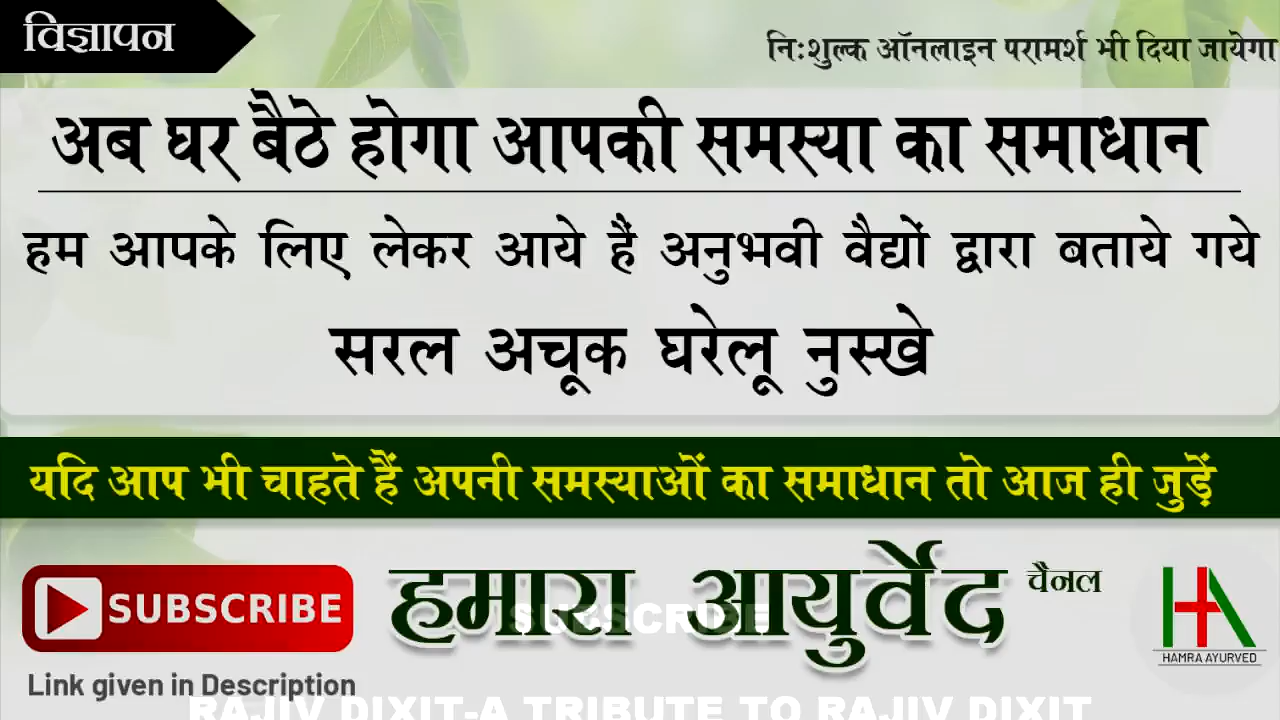 विज्ञापन
नि:शुल्क ऑनलाइन परामर्श भी दिया जायेगा
अब घर बैठे होगा आपकी समस्या का समाधान
हम आपके लिए लेकर आये हैं अनुभवी वैद्यों द्वारा बताये गये
सरल अचूक घरेलू नुस्खे
यदि आप भी चाहते हैं अपनी समस्याओं का समाधान तो आज ही जुड़ें
SUBSCRIBE
हमारा आयुर्वेद चैनल
SUBSCRIBE
HAMRA AYURVED
Link given in Description
RAJIV DIXIT-A TRIBUTE TO RAJIV DIXIT